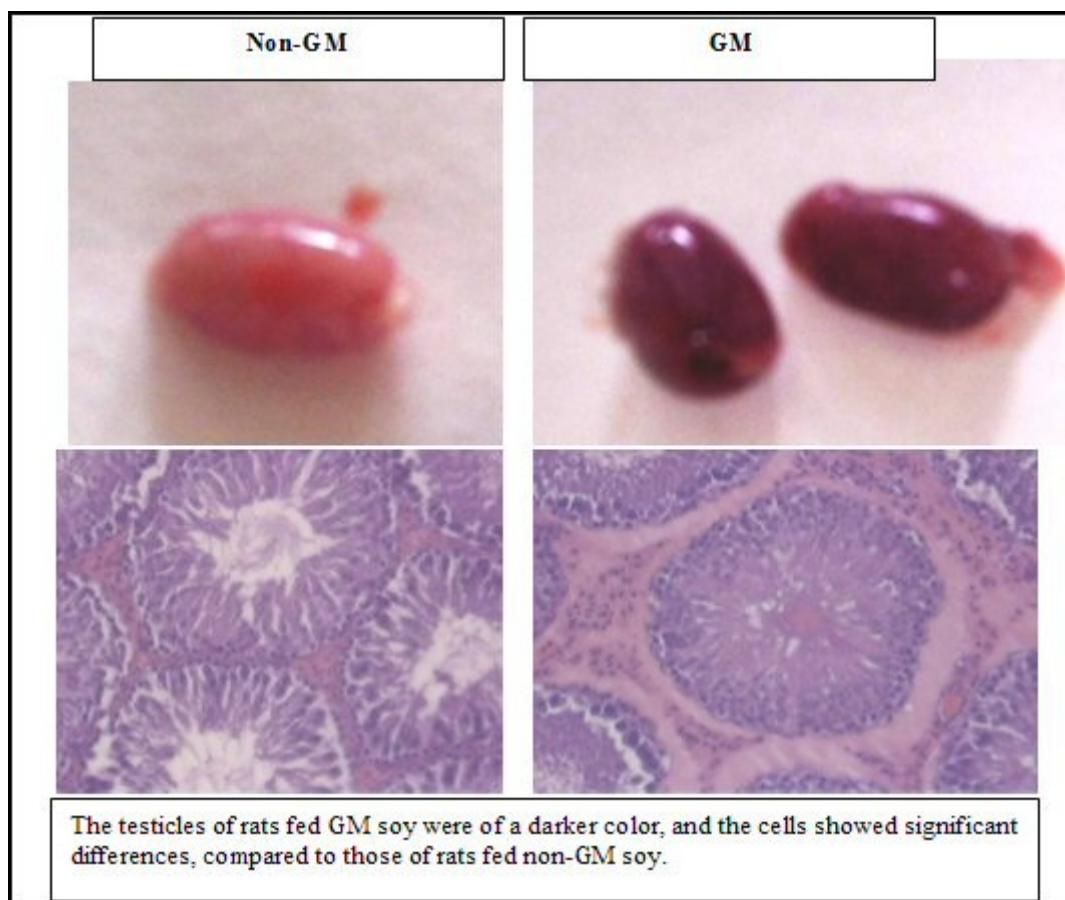 Non-GM
GM
The testicles of rats fed GM soy were of a darker color, and the cells showed significant
differences, compared to those of rats fed non-GM soy.